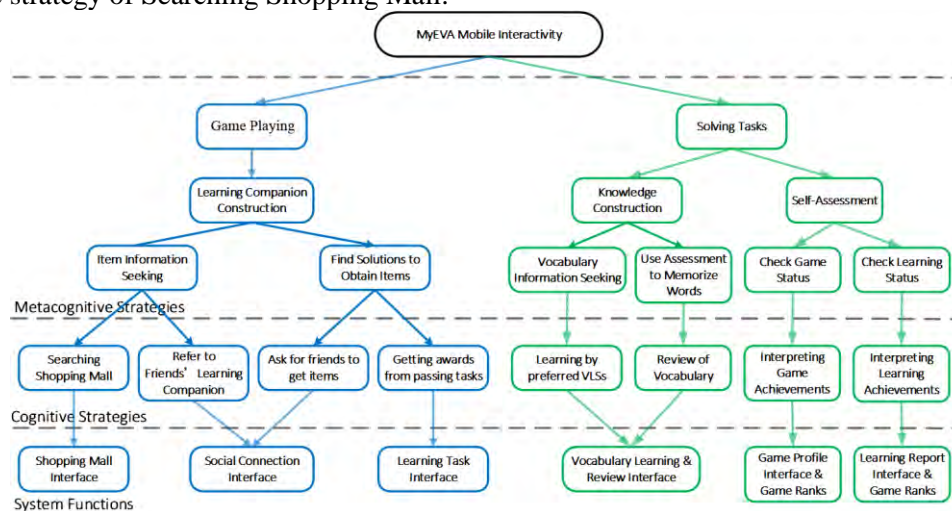 strategy of Searching Shopping Mall.
MyEVA Mobile Interactivity
Game Playing
Solving Tasks
Learning Companion
Construction
Knowledge
Construction
Self-Assessment
Item Information
Seeking
Find Solutions to
Obtain Items
Vocabulary
Information Seeking
Use Assessment
to Memorize
Words
Check Game
Status
Check Learning
Status
Metacognitive Strategies
Searching
Shopping Mall
Refer to
Friends' Learning
Companion
Ask for friends to
get items
Getting awards
from passing tasks
Learning by
preferred VLSs
Review of
Vocabulary
Interpreting
Game
Achievements
Interpreting
Learning
Achievements
Cognitive Strategies
Shopping Mall
Interface
Social Connection
Interface
Learning Task
Interface
Vocabulary Learning &
Review Interface
Game Profile
Interface &
Game Ranks
Learning Report
Interface &
Game Ranks
System Functions